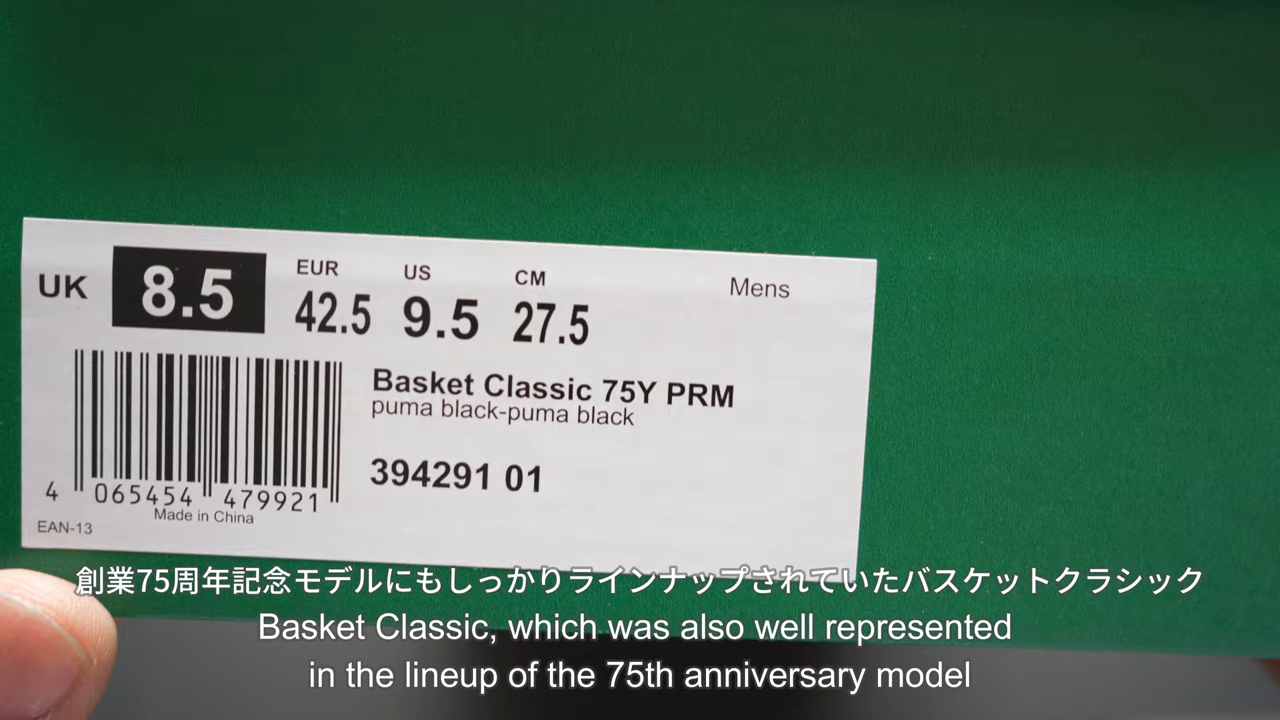 UK 8.5
EUR 42.5
US 9.5
CM 27.5
Mens
Basket Classic 75Y PRM
puma black-puma black
394291 01
4 065454 479921
Made in China
EAN-13
創業75周年記念モデルにもしっかりラインナップされていたバスケットクラシック
Basket Classic, which was also well represented
in the lineup of the 75th anniversary model